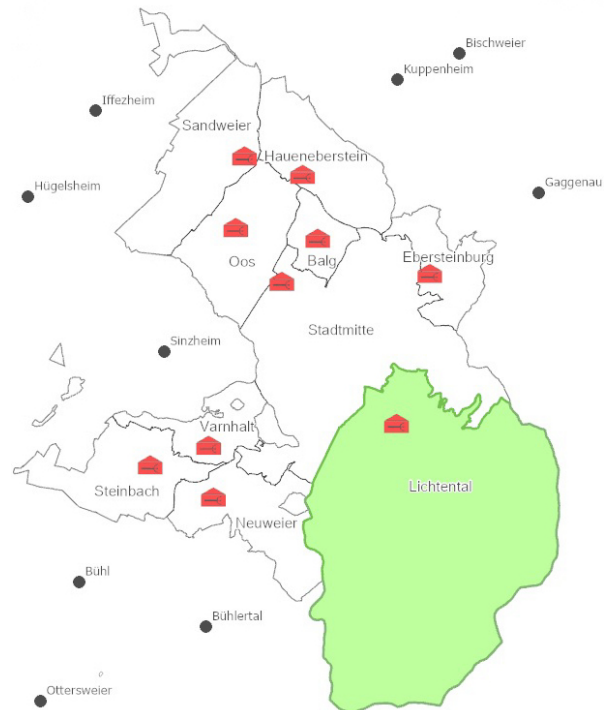 Bischweier
Kuppenheim
Iffezheim
Sandweier
Haueneberstein
Hügelsheim
Gaggenau
Oos
Balg
Ebersteinburg
Stadtmitte
Sinzheim
Varnhalt
Steinbach
Lichtental
Neuweier
Bühl
Bühlertal
Ottersweier